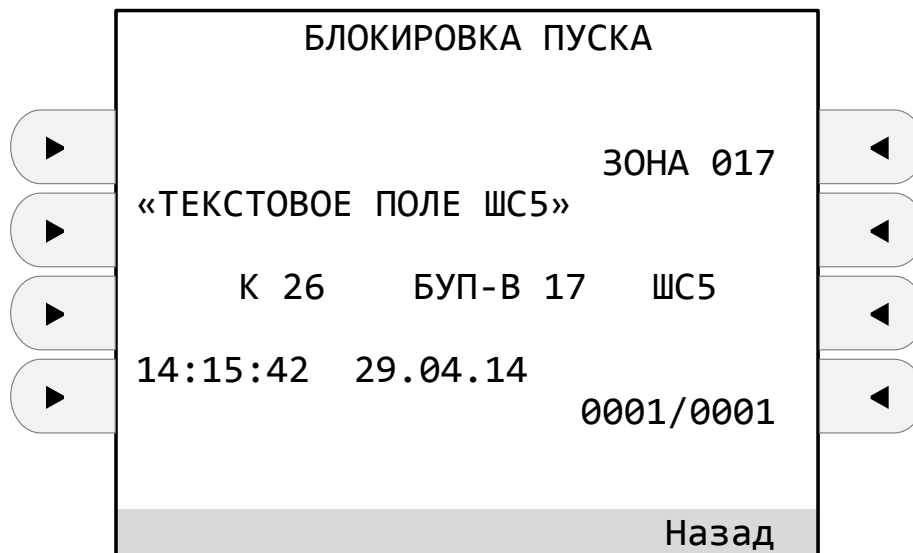 БЛОКИРОВКА ПУСКА
ЗОНА 017
«ТЕКСТОВОЕ ПОЛЕ ШС5»
К 26 БУП-В 17 ШС5
14:15:42 29.04.14
0001/0001
Назад